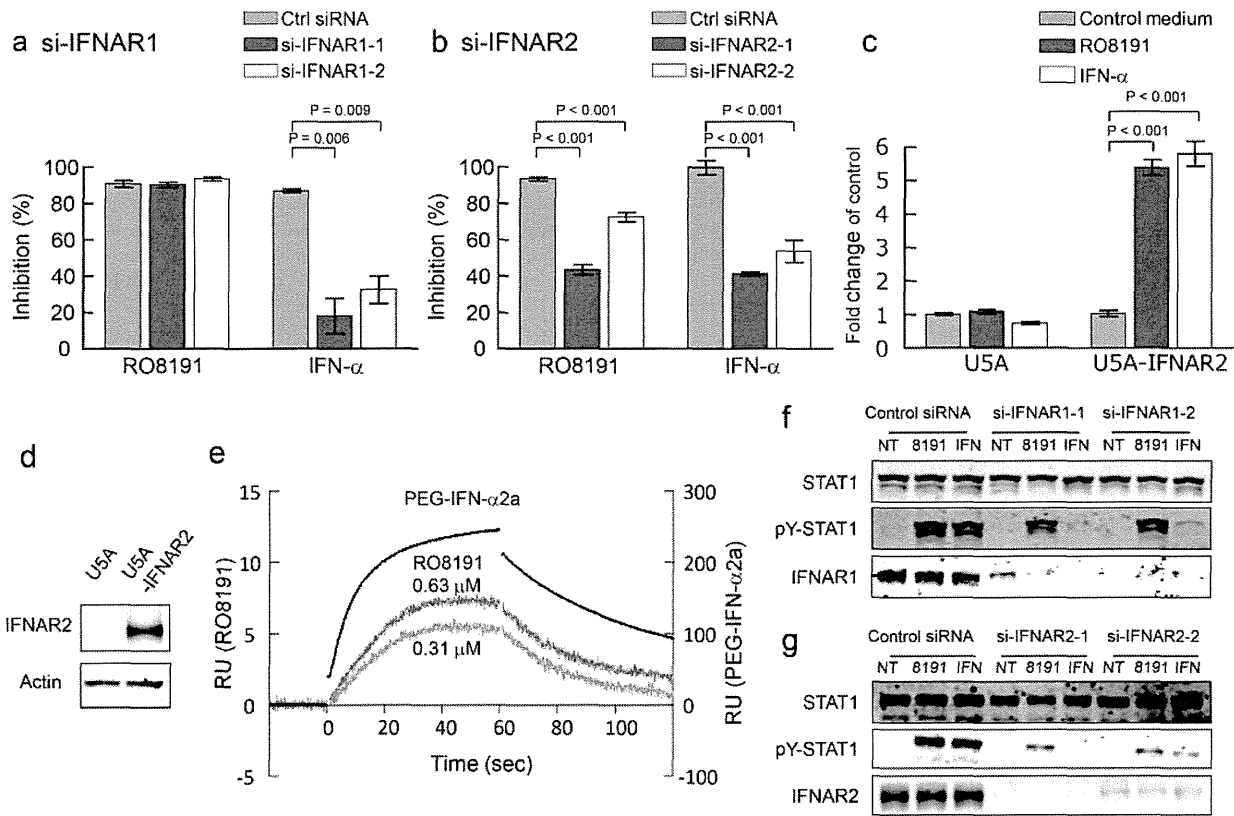 a si-IFNAR1
Ctrl siRNA
si-IFNAR1-1
si-IFNAR1-2
P = 0.009
P = 0.006
Inhibition (%)
100
80
60
40
20
0
RO8191
IFN-α
b si-IFNAR2
Ctrl siRNA
si-IFNAR2-1
si-IFNAR2-2
P < 0.001
P < 0.001
P < 0.001
P < 0.001
Inhibition (%)
100
80
60
40
20
0
RO8191
IFN-α
c
Control medium
RO8191
IFN-α
P < 0.001
P < 0.001
Fold change of control
6
5
4
3
2
1
0
U5A
U5A-IFNAR2
d
U5A
U5A
-IFNAR2
IFNAR2
Actin
e
PEG-IFN-α2a
RO8191
0.63 μM
0.31 μM
RU (RO8191)
15
10
5
0
-5
0 20 40 60 80 100
Time (sec)
RU (PEG-IFN-α2a)
300
200
100
0
-100
f
Control siRNA si-IFNAR1-1 si-IFNAR1-2
NT 8191 IFN NT 8191 IFN NT 8191 IFN
STAT1
pY-STAT1
IFNAR1
g
Control siRNA si-IFNAR2-1 si-IFNAR2-2
NT 8191 IFN NT 8191 IFN NT 8191 IFN
STAT1
pY-STAT1
IFNAR2